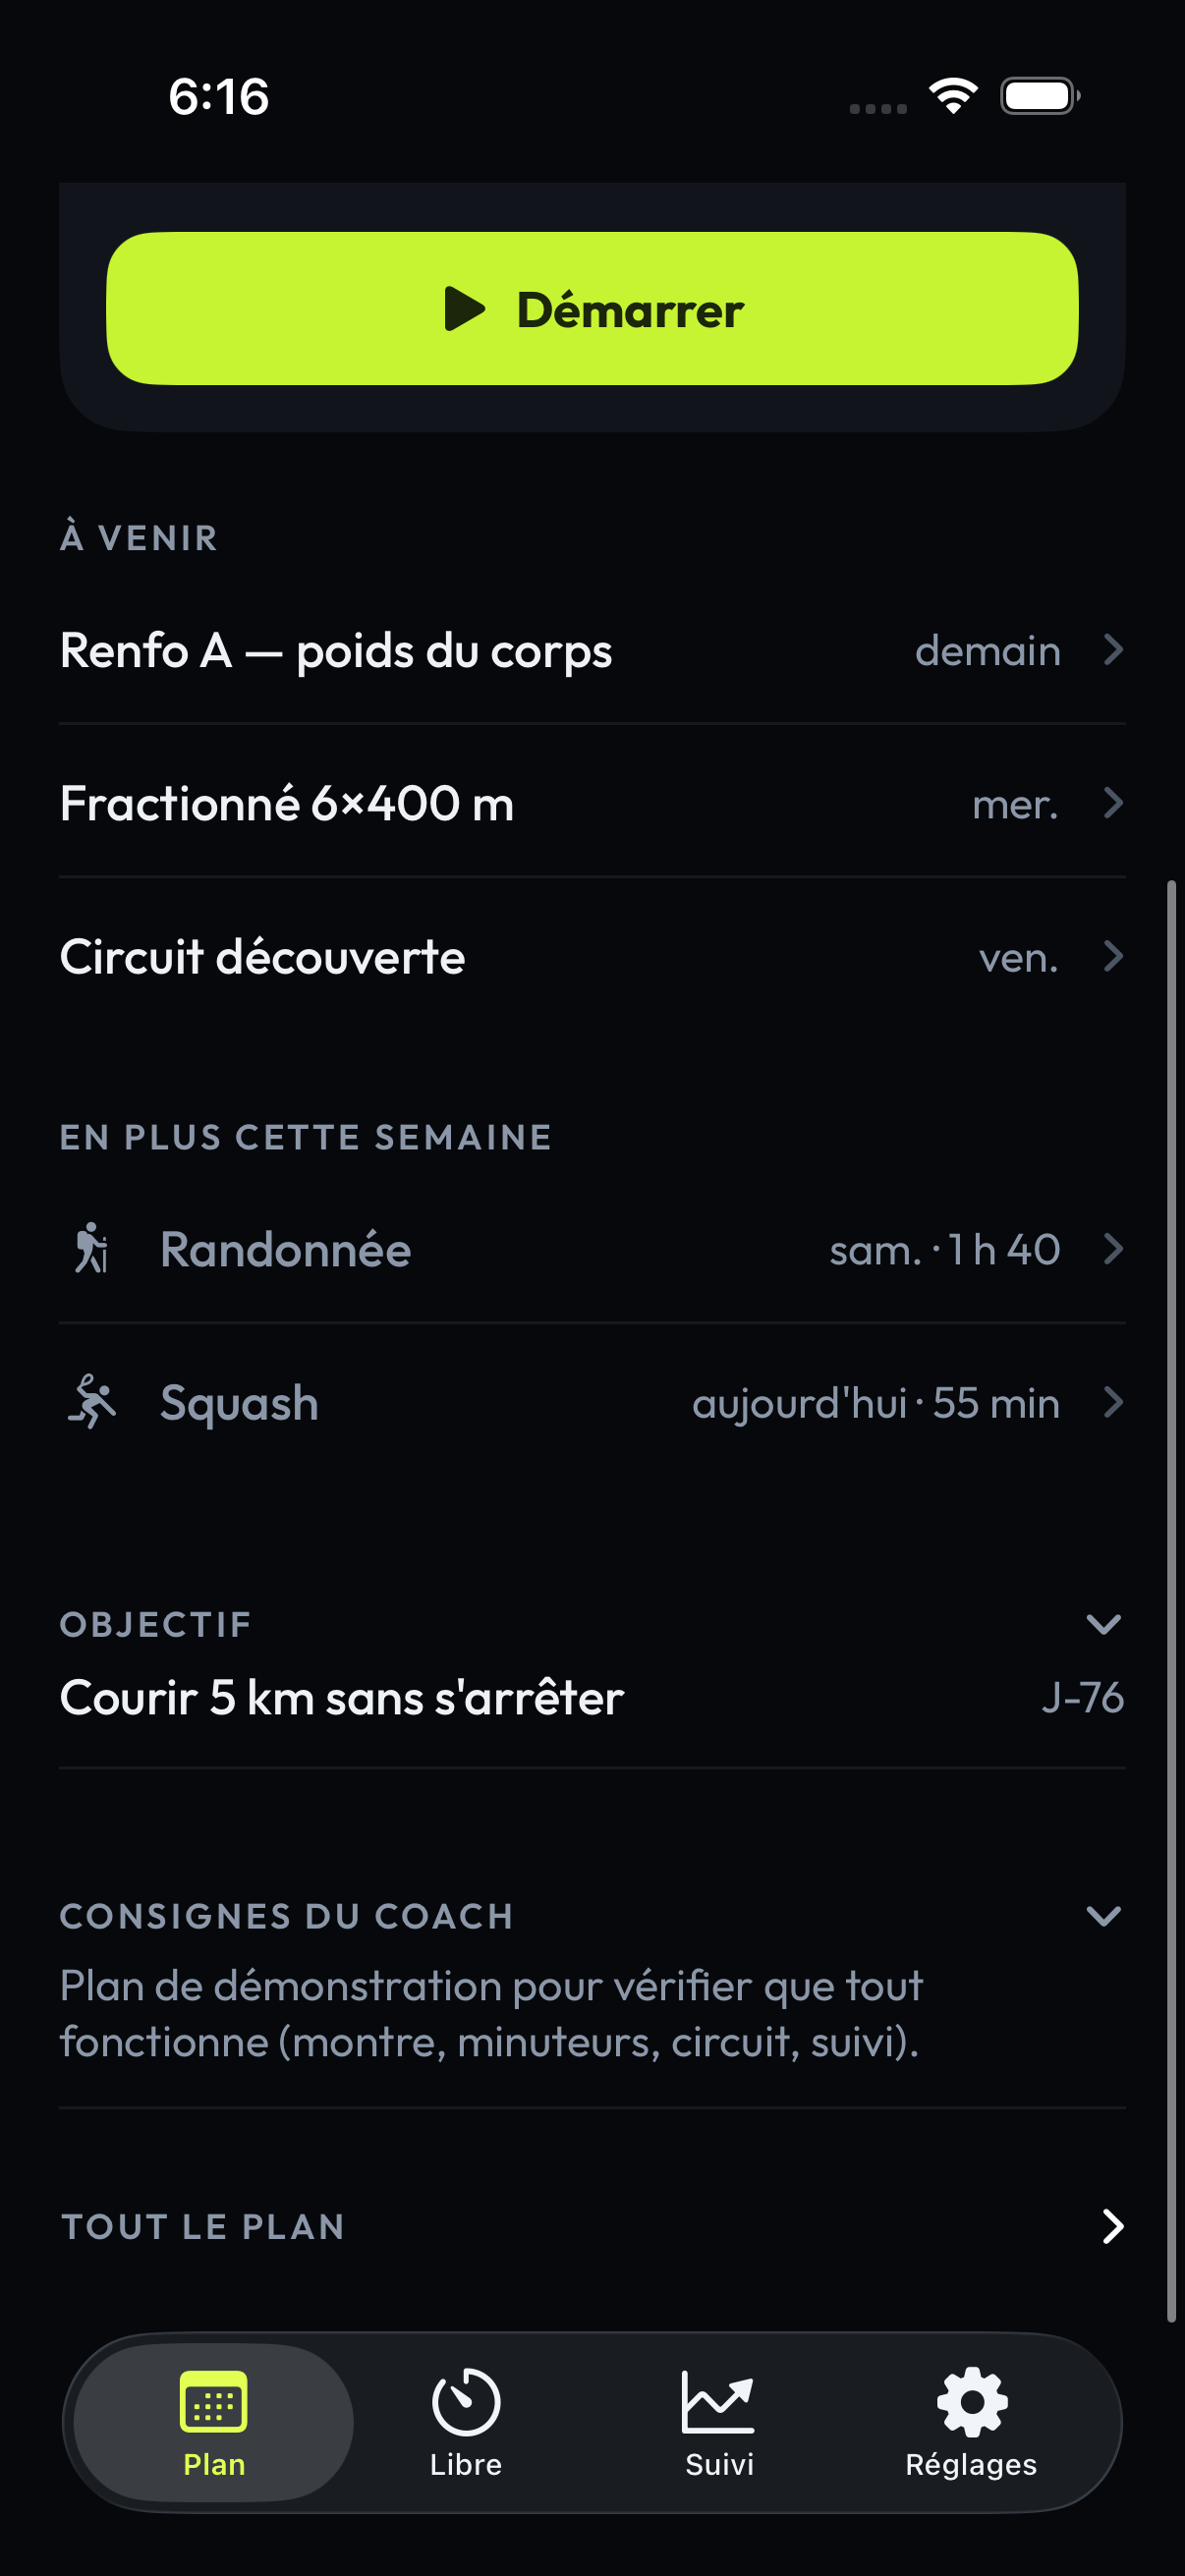 6:16
Démarrer
À VENIR
Renfo A — poids du corps demain
Fractionné 6×400 m mer.
Circuit découverte ven.
EN PLUS CETTE SEMAINE
Randonnée sam. · 1 h 40
Squash aujourd'hui · 55 min
OBJECTIF
Courir 5 km sans s'arrêter J-76
CONSIGNES DU COACH
Plan de démonstration pour vérifier que tout
fonctionne (montre, minuteurs, circuit, suivi).
TOUT LE PLAN
Plan Libre Suivi Réglages